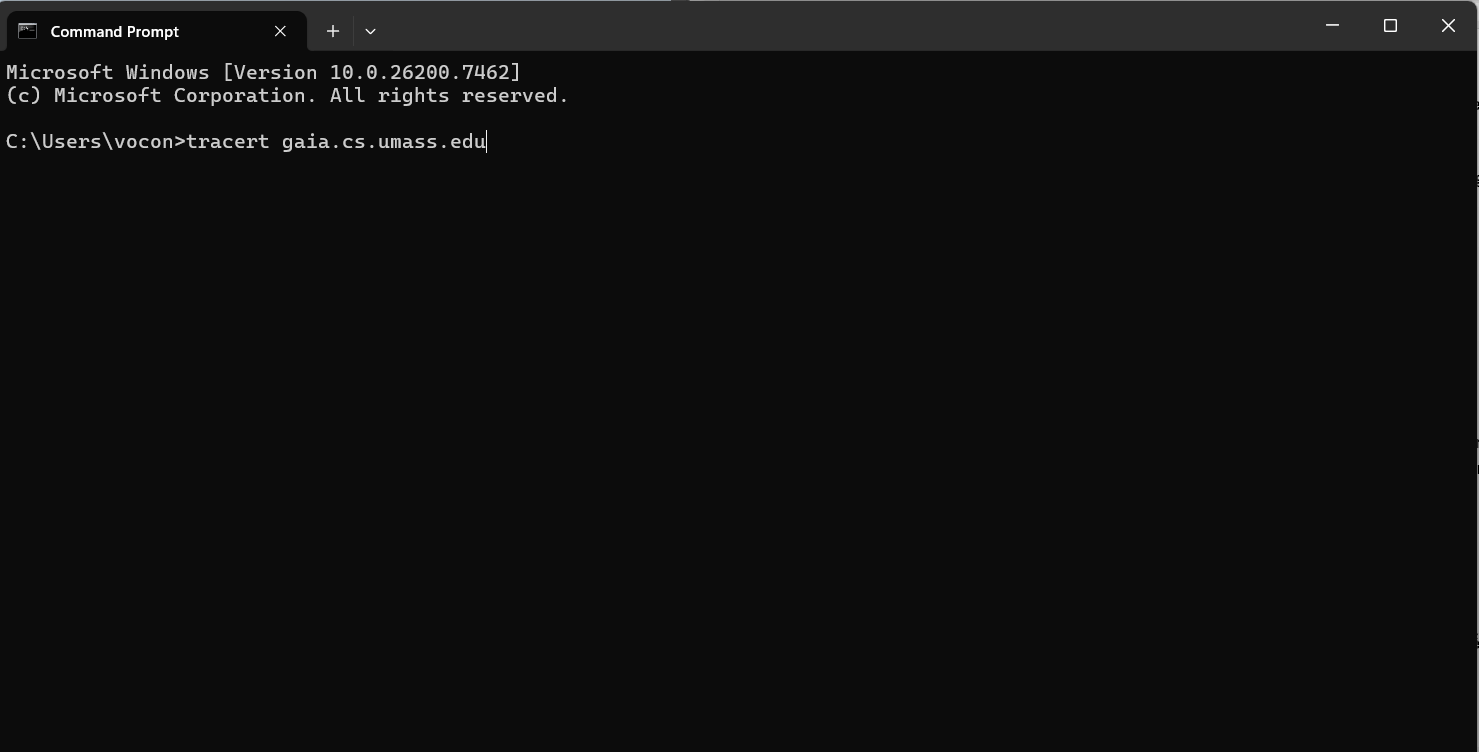 Command Prompt
Microsoft Windows [Version 10.0.26200.7462]
(c) Microsoft Corporation. All rights reserved.
C:\Users\vocon>tracert gaia.cs.umass.edu